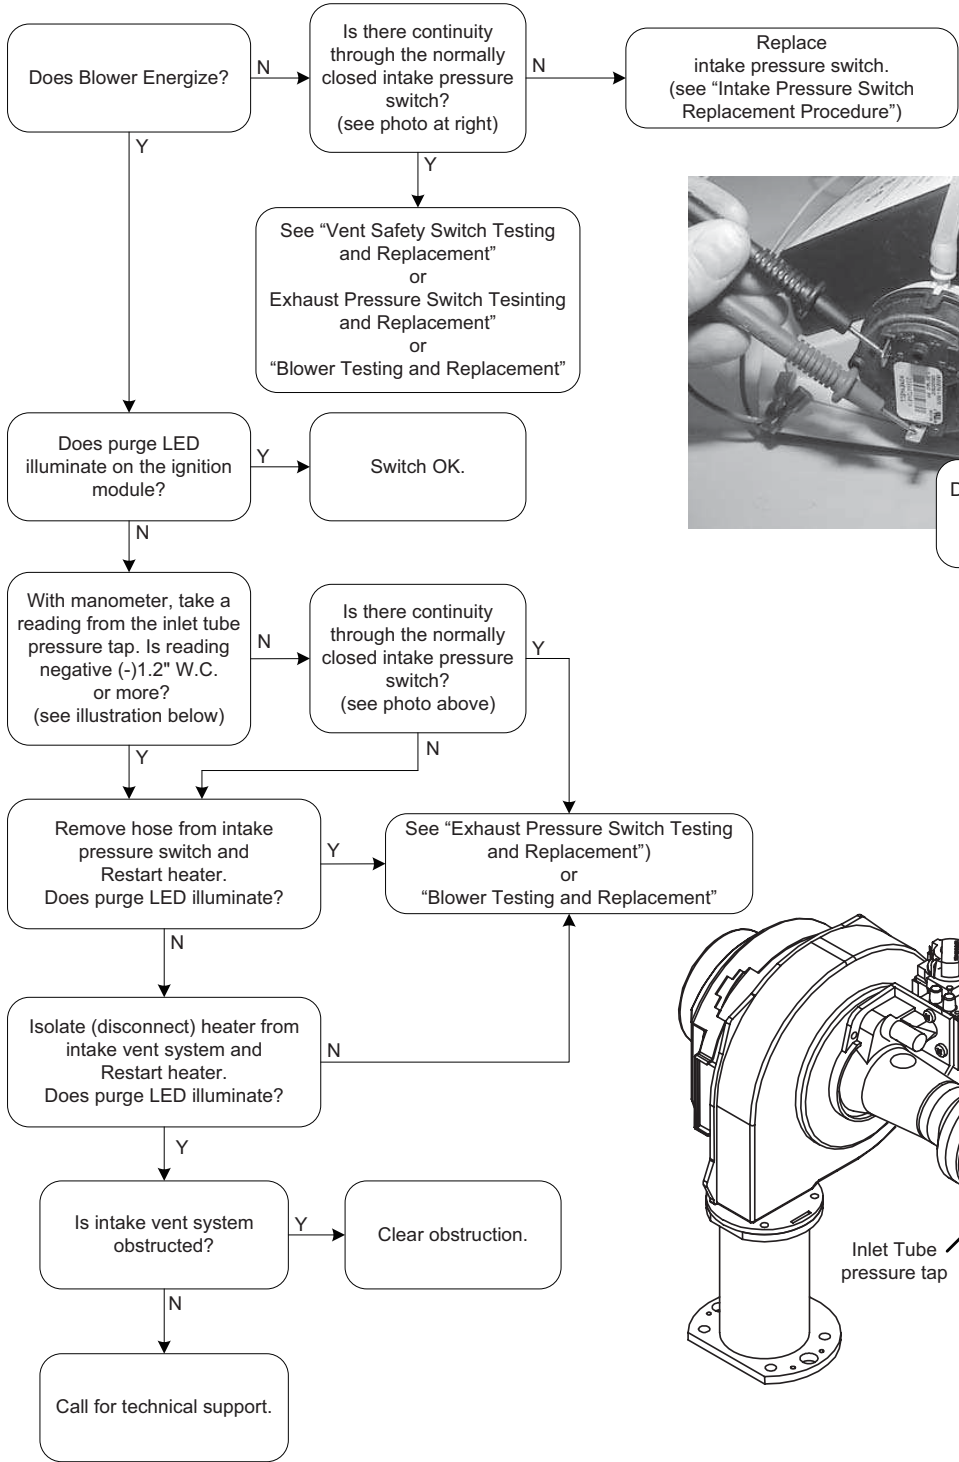 Does Blower Energize?
N
Is there continuity
through the normally
closed intake pressure
switch?
(see photo at right)
N
Replace
intake pressure switch.
(see “Intake Pressure Switch
Replacement Procedure”)
Y
Y
See “Vent Safety Switch Testing
and Replacement”
or
Exhaust Pressure Switch Tesinting
and Replacement”
or
“Blower Testing and Replacement”
Does purge LED
illuminate on the ignition
module?
Y
Switch OK.
D
N
With manometer, take a
reading from the inlet tube
pressure tap. Is reading
negative (-)1.2" W.C.
or more?
(see illustration below)
N
Is there continuity
through the normally
closed intake pressure
switch?
(see photo above)
Y
Y
N
Remove hose from intake
pressure switch and
Restart heater.
Does purge LED illuminate?
Y
See “Exhaust Pressure Switch Testing
and Replacement”)
or
“Blower Testing and Replacement”
N
Isolate (disconnect) heater from
intake vent system and
Restart heater.
Does purge LED illuminate?
N
Y
Is intake vent system
obstructed?
Y
Clear obstruction.
Inlet Tube
pressure tap
N
Call for technical support.